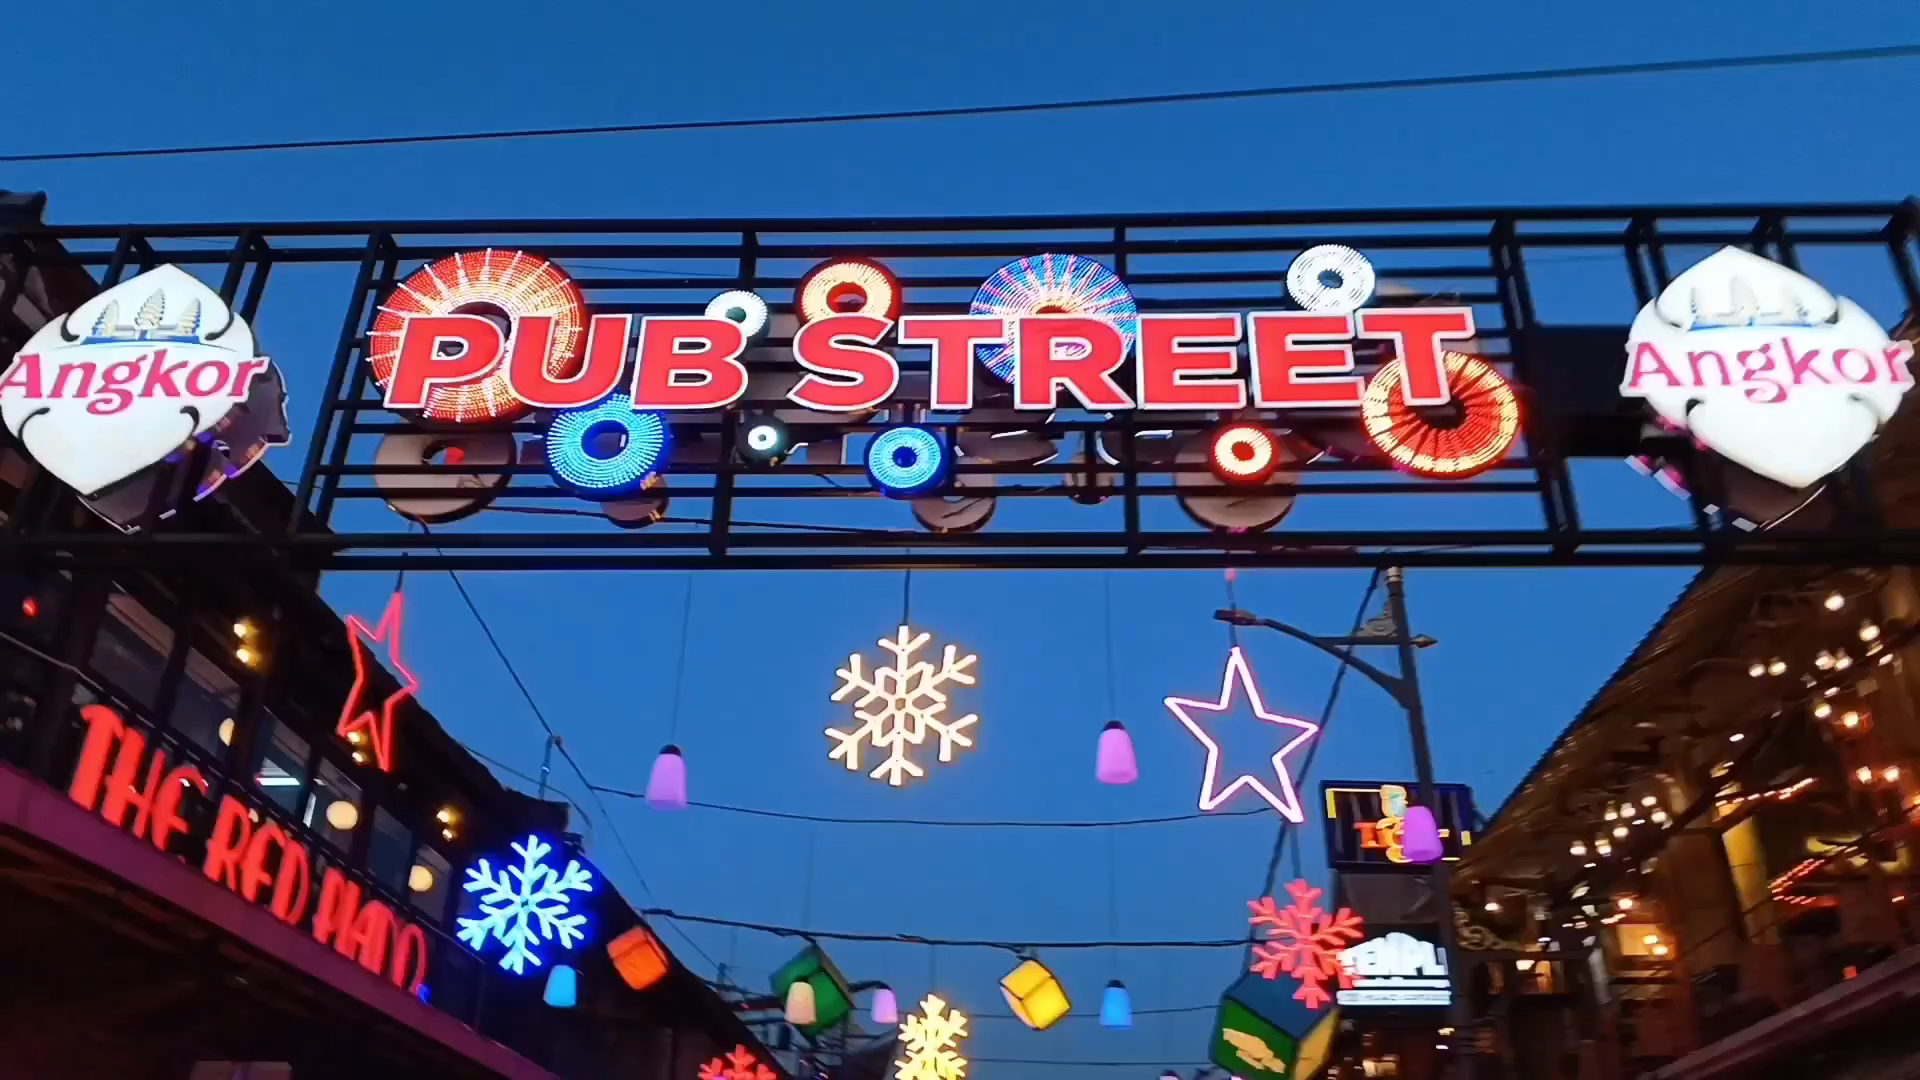 Angkor
PUB STREET
Angkor
THE RED PIANO